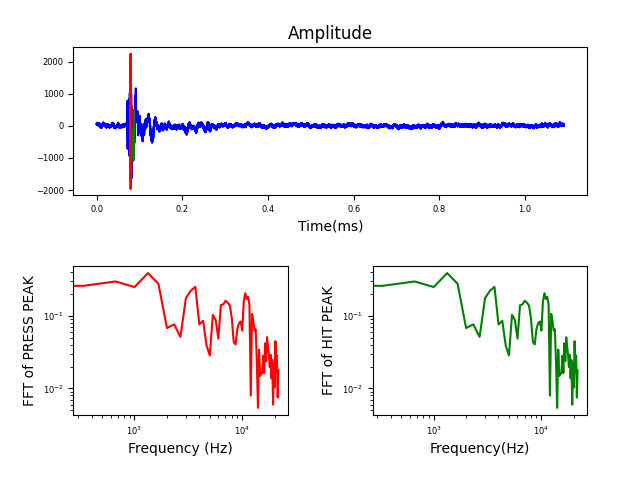 Amplitude
2000
1000
0
−1000
−2000
0.0 0.2 0.4 0.6 0.8 1.0
Time(ms)
FFT of PRESS PEAK
10⁻¹
10⁻²
10³ 10⁴
Frequency (Hz)
FFT of HIT PEAK
10⁻¹
10⁻²
10³ 10⁴
Frequency(Hz)